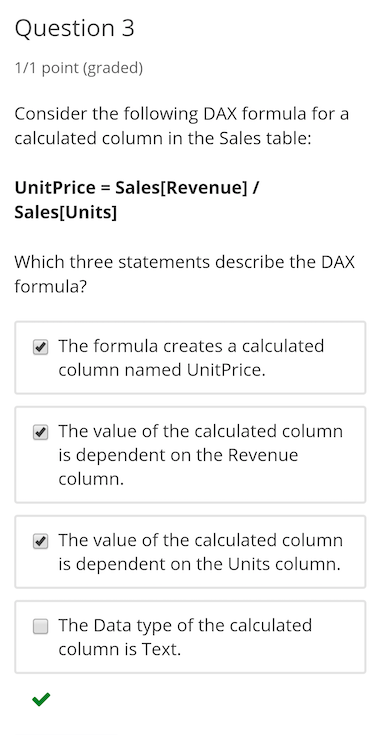 Question 3
1/1 point (graded)
Consider the following DAX formula for a
calculated column in the Sales table:
UnitPrice = Sales[Revenue] /
Sales[Units]
Which three statements describe the DAX
formula?
The formula creates a calculated
column named UnitPrice.
The value of the calculated column
is dependent on the Revenue
column.
The value of the calculated column
is dependent on the Units column.
The Data type of the calculated
column is Text.